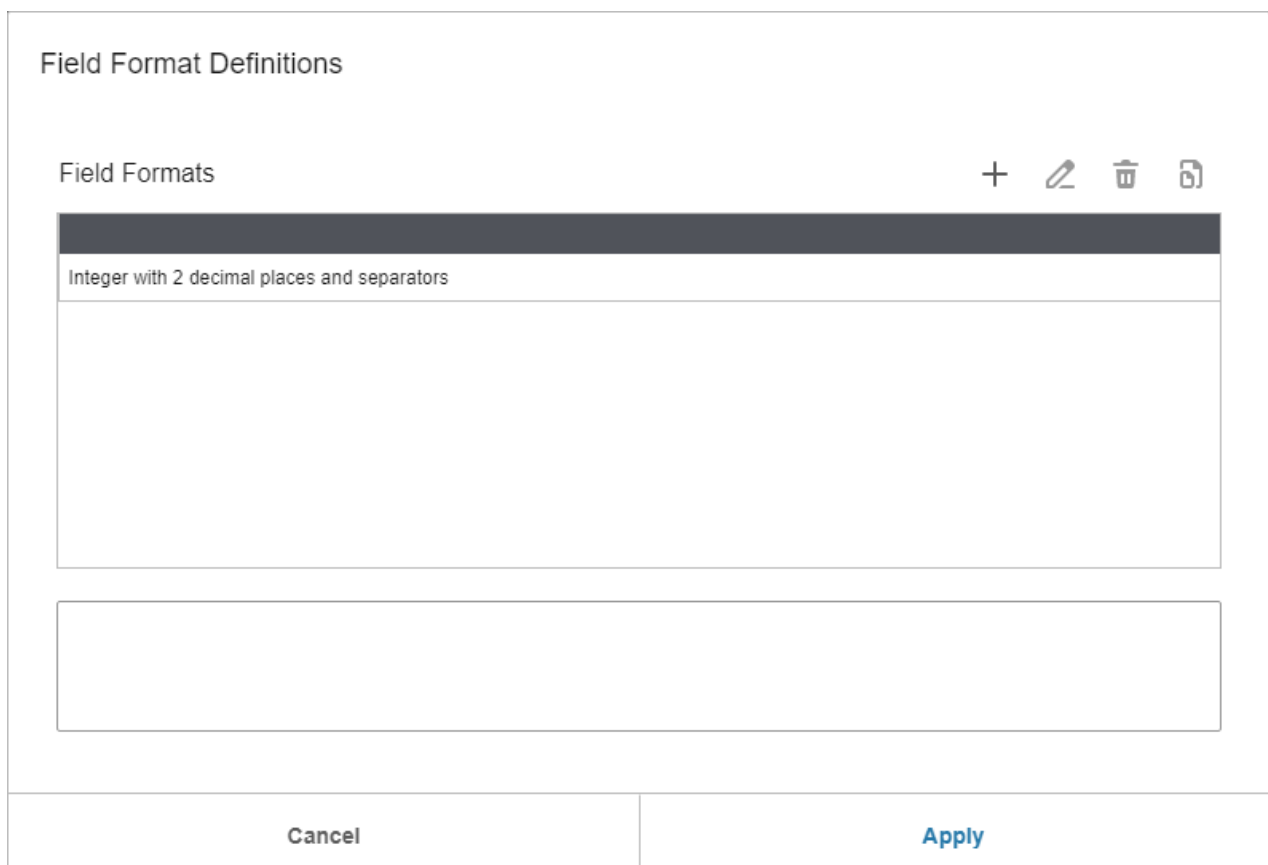 Field Format Definitions
Field Formats
Integer with 2 decimal places and separators
Cancel
Apply